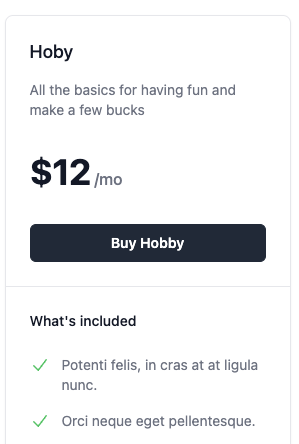 Hoby
All the basics for having fun and
make a few bucks
$12 /mo
Buy Hobby
What's included
Potenti felis, in cras at at ligula
nunc.
Orci neque eget pellentesque.